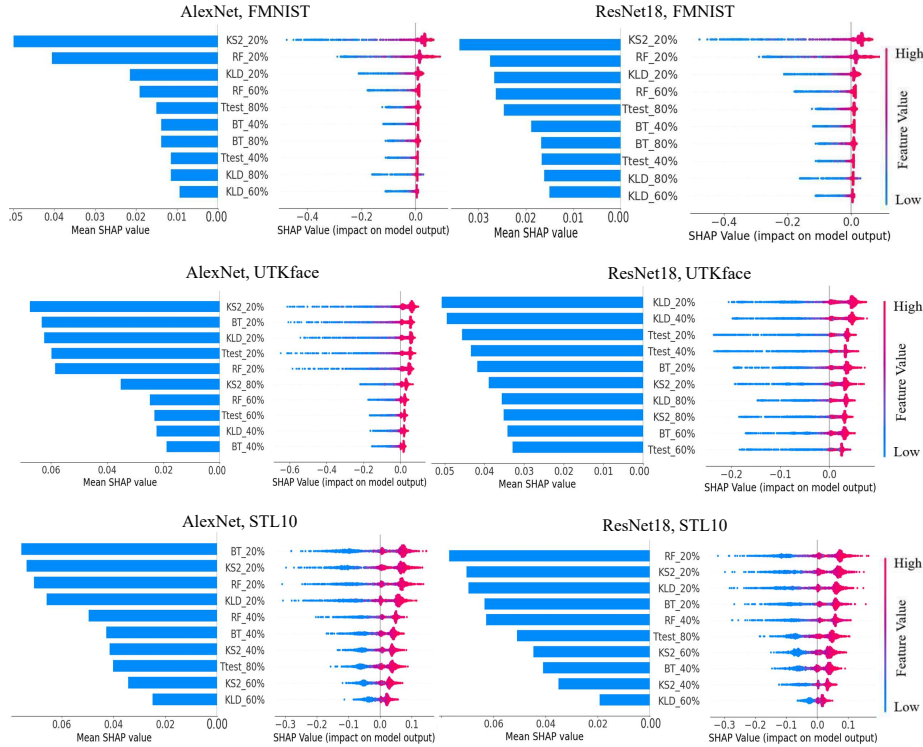 AlexNet, FMNIST
KS2_20%
RF_20%
KLD_20%
RF_60%
Ttest_80%
BT_40%
BT_80%
Ttest_40%
KLD_80%
KLD_60%
.05 0.04 0.03 0.02 0.01 0.00
Mean SHAP value
−0.4 −0.2 0.0
SHAP Value (impact on model output)
ResNet18, FMNIST
KS2_20%
RF_20%
KLD_20%
RF_60%
Ttest_80%
BT_40%
BT_80%
Ttest_40%
KLD_80%
KLD_60%
0.03 0.02 0.01 0.00
Mean SHAP value
−0.4 −0.2 0.0
SHAP Value (impact on model output)
High
Feature Value
Low
AlexNet, UTKface
KS2_20%
BT_20%
KLD_20%
Ttest_20%
RF_20%
KS2_80%
RF_60%
Ttest_60%
KLD_40%
BT_40%
0.06 0.04 0.02 0.00
Mean SHAP value
−0.6 −0.4 −0.2 0.0
SHAP Value (impact on model output)
ResNet18, UTKface
KLD_20%
KLD_40%
Ttest_20%
Ttest_40%
BT_20%
KS2_20%
KLD_80%
KS2_80%
BT_60%
Ttest_60%
0.05 0.04 0.03 0.02 0.01 0.00
Mean SHAP value
−0.2 −0.1 0.0
SHAP Value (impact on model output)
High
Feature Value
Low
AlexNet, STL10
BT_20%
KS2_20%
RF_20%
KLD_20%
RF_40%
BT_40%
KS2_40%
Ttest_80%
KS2_60%
KLD_60%
0.06 0.04 0.02 0.00
Mean SHAP value
−0.3 −0.2 −0.1 0.0 0.1
SHAP Value (impact on model output)
ResNet18, STL10
RF_20%
KS2_20%
KLD_20%
BT_20%
RF_40%
Ttest_80%
KS2_60%
BT_40%
KS2_40%
KLD_60%
0.06 0.04 0.02 0.00
Mean SHAP value
−0.3 −0.2 −0.1 0.0 0.1
SHAP Value (impact on model output)
High
Feature Value
Low